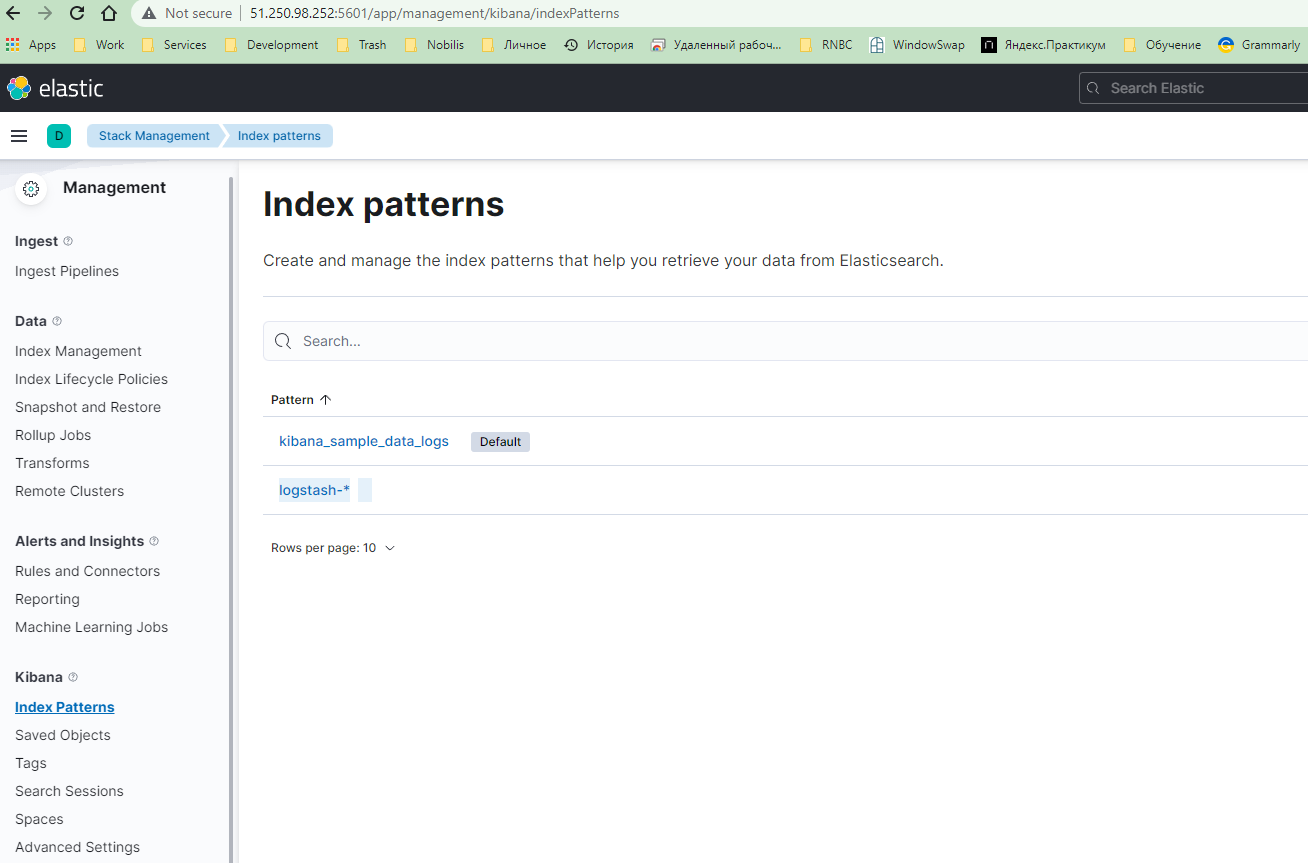 Not secure 51.250.98.252:5601/app/management/kibana/indexPatterns
Apps Work Services Development Trash Nobilis Личное История Удаленный рабоч... RNBC WindowSwap Яндекс.Практикум Обучение Grammarly
elastic Search Elastic
D Stack Management Index patterns
Management
Ingest
Ingest Pipelines
Data
Index Management
Index Lifecycle Policies
Snapshot and Restore
Rollup Jobs
Transforms
Remote Clusters
Alerts and Insights
Rules and Connectors
Reporting
Machine Learning Jobs
Kibana
Index Patterns
Saved Objects
Tags
Search Sessions
Spaces
Advanced Settings
Index patterns
Create and manage the index patterns that help you retrieve your data from Elasticsearch.
Search...
Pattern
kibana_sample_data_logs Default
logstash-*
Rows per page: 10